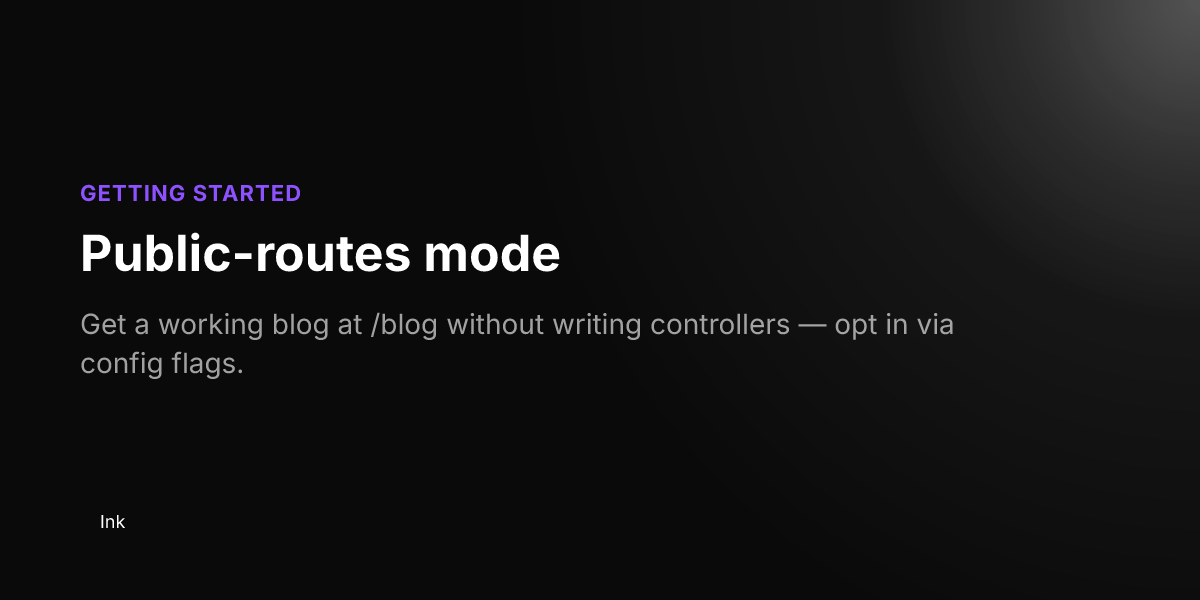 GETTING STARTED
Public-routes mode
Get a working blog at /blog without writing controllers — opt in via
config flags.
Ink